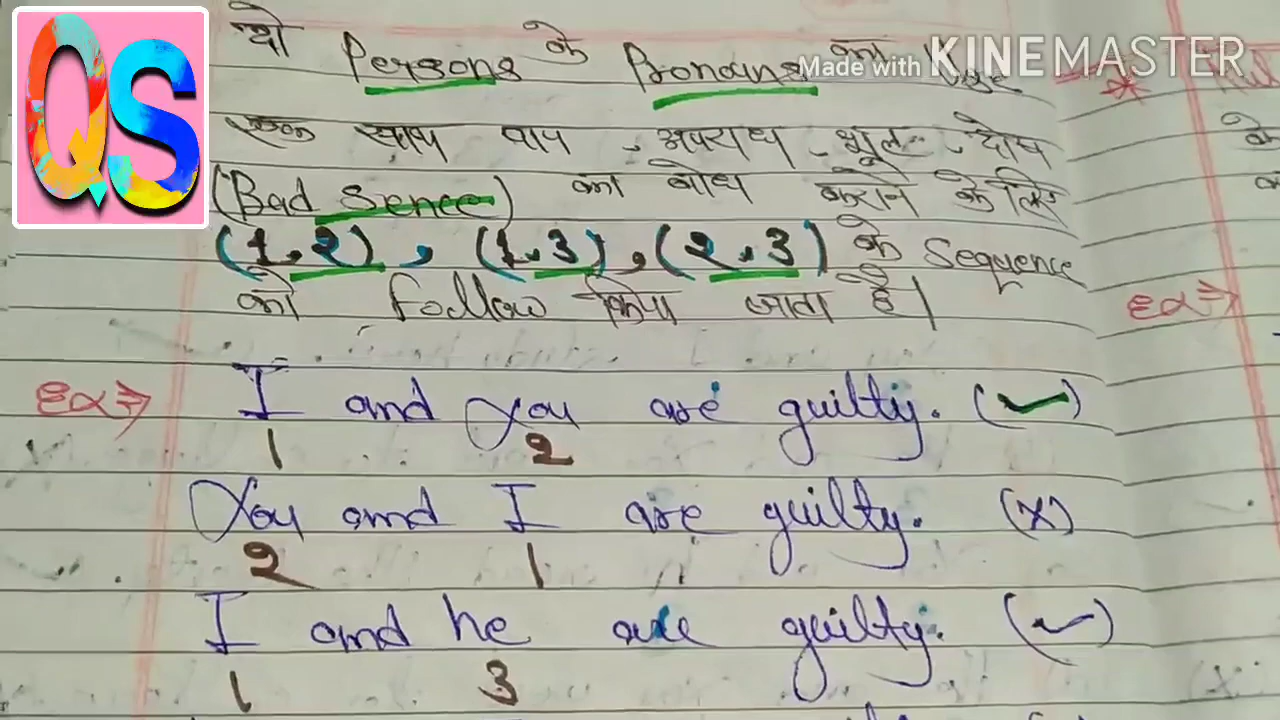 QS
Made with KINEMASTER
दो Persons के Pronouns का Use
एक साथ पाप - अपराध - भूल - दोष
(Bad Sence) का बोध कराने के लिए
(1.2), (1.3), (2.3) के Sequence
को Follow किया जाता है।
Ex⇒
Ex⇒ I and You are guilty. (✓)
1 2
You and I are guilty. (x)
2 1
I and he are guilty. (✓)
1 3
(x